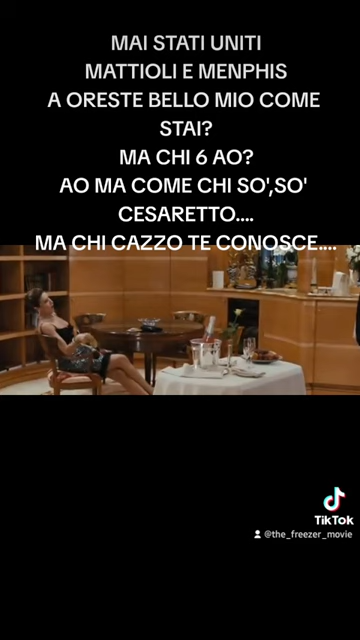 MAI STATI UNITI
MATTIOLI E MENPHIS
A ORESTE BELLO MIO COME
STAI?
MA CHI 6 AO?
AO MA COME CHI SO',SO'
CESARETTO....
MA CHI CAZZO TE CONOSCE....
TikTok
@the_freezer_movie